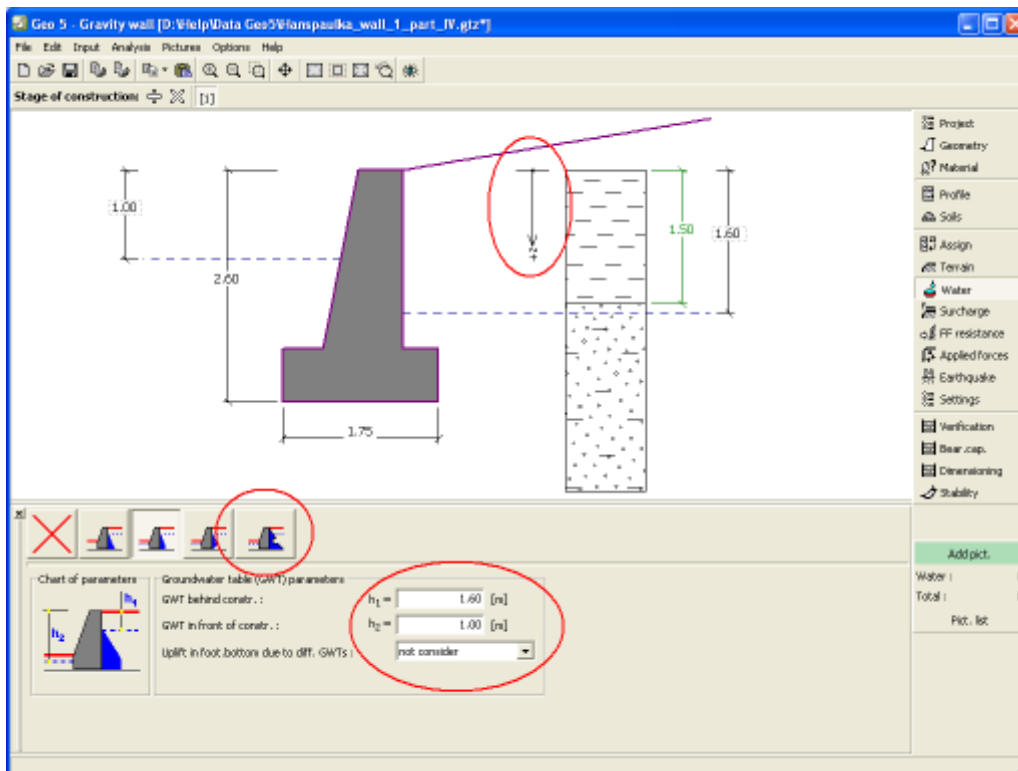 Geo 5 - Gravity wall [D:\Help\Data Geo5\Hanspaulka_wall_1_part_IV.gtz*]
File Edit Input Analysis Pictures Options Help
Stage of construction: [1]
1.00
2.60
1.75
+z
1.50
1.60
Project
Geometry
Material
Profile
Soils
Assign
Terrain
Water
Surcharge
FF resistance
Applied forces
Earthquake
Settings
Verification
Bear.cap.
Dimensioning
Stability
Chart of parameters
h1
h2
Groundwater table (GWT) parameters
GWT behind constr. : h1 = 1.60 [m]
GWT in front of constr. : h2 = 1.00 [m]
Uplift in foot.bottom due to diff. GWTs : not consider
Add pict.
Water :
Total :
Pict. list